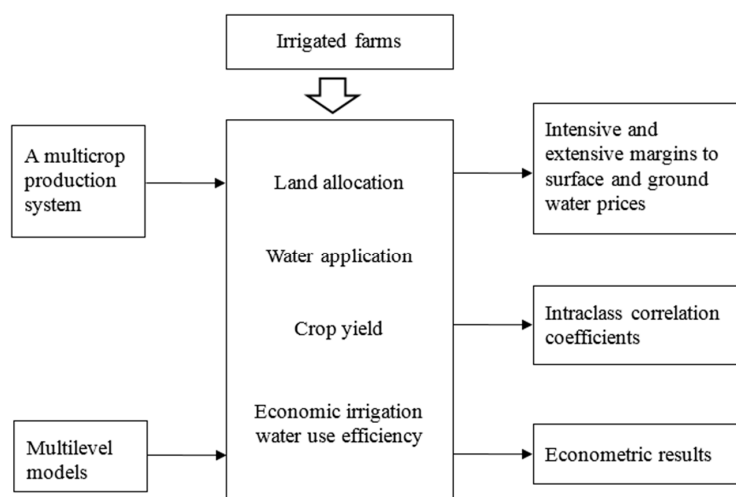 Irrigated farms
A multicrop
production
system
Land allocation
Water application
Crop yield
Economic irrigation
water use efficiency
Multilevel
models
Intensive and
extensive margins to
surface and ground
water prices
Intraclass correlation
coefficients
Econometric results